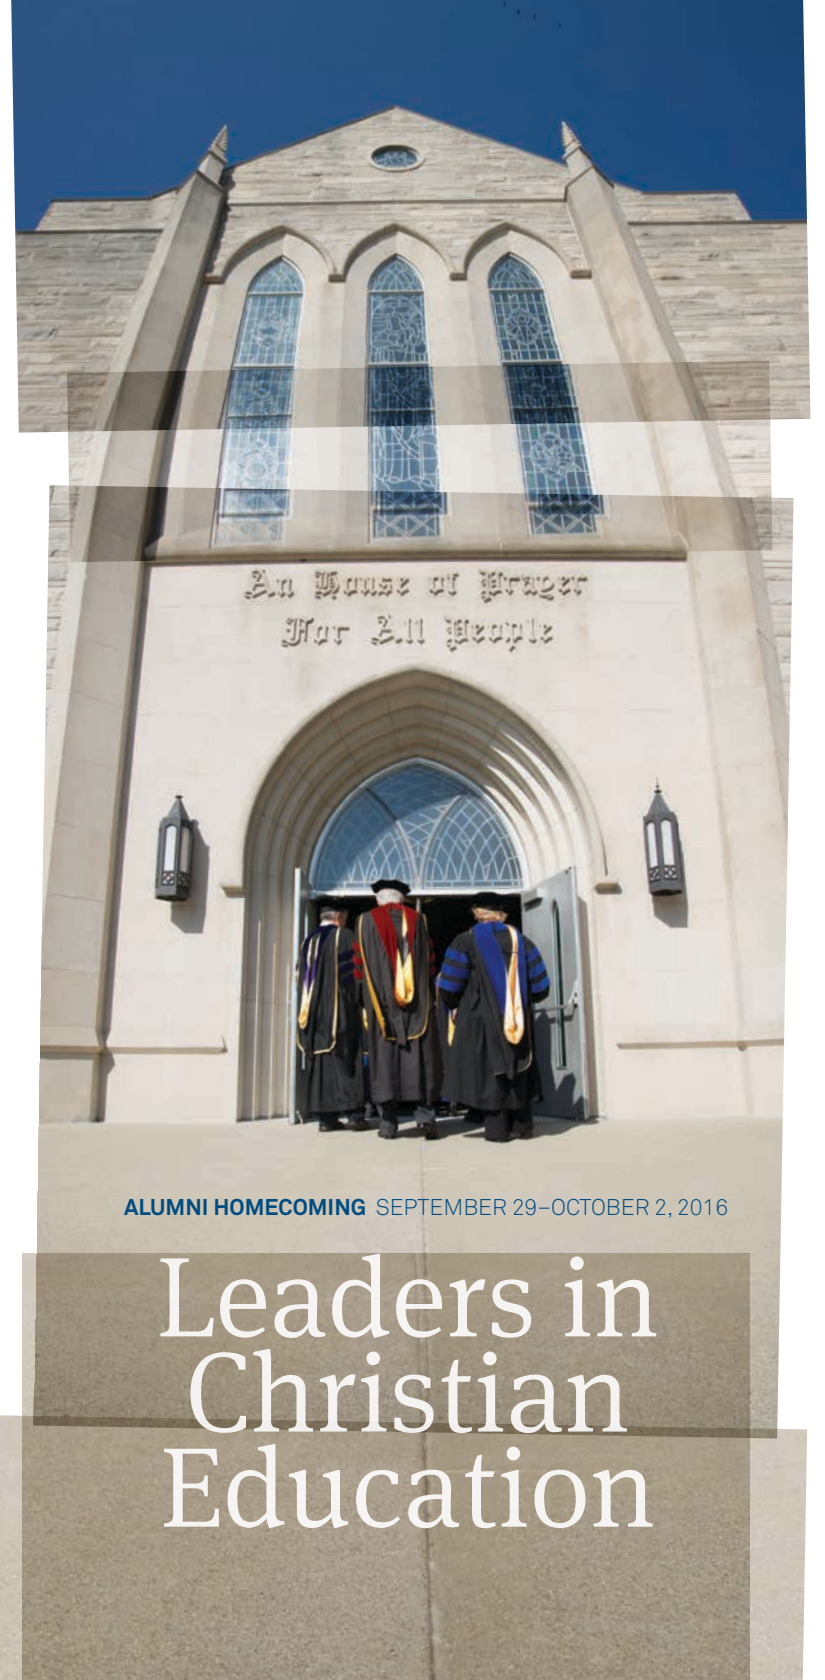 An House of Prayer
For All People
ALUMNI HOMECOMING SEPTEMBER 29–OCTOBER 2, 2016
Leaders in
Christian
Education